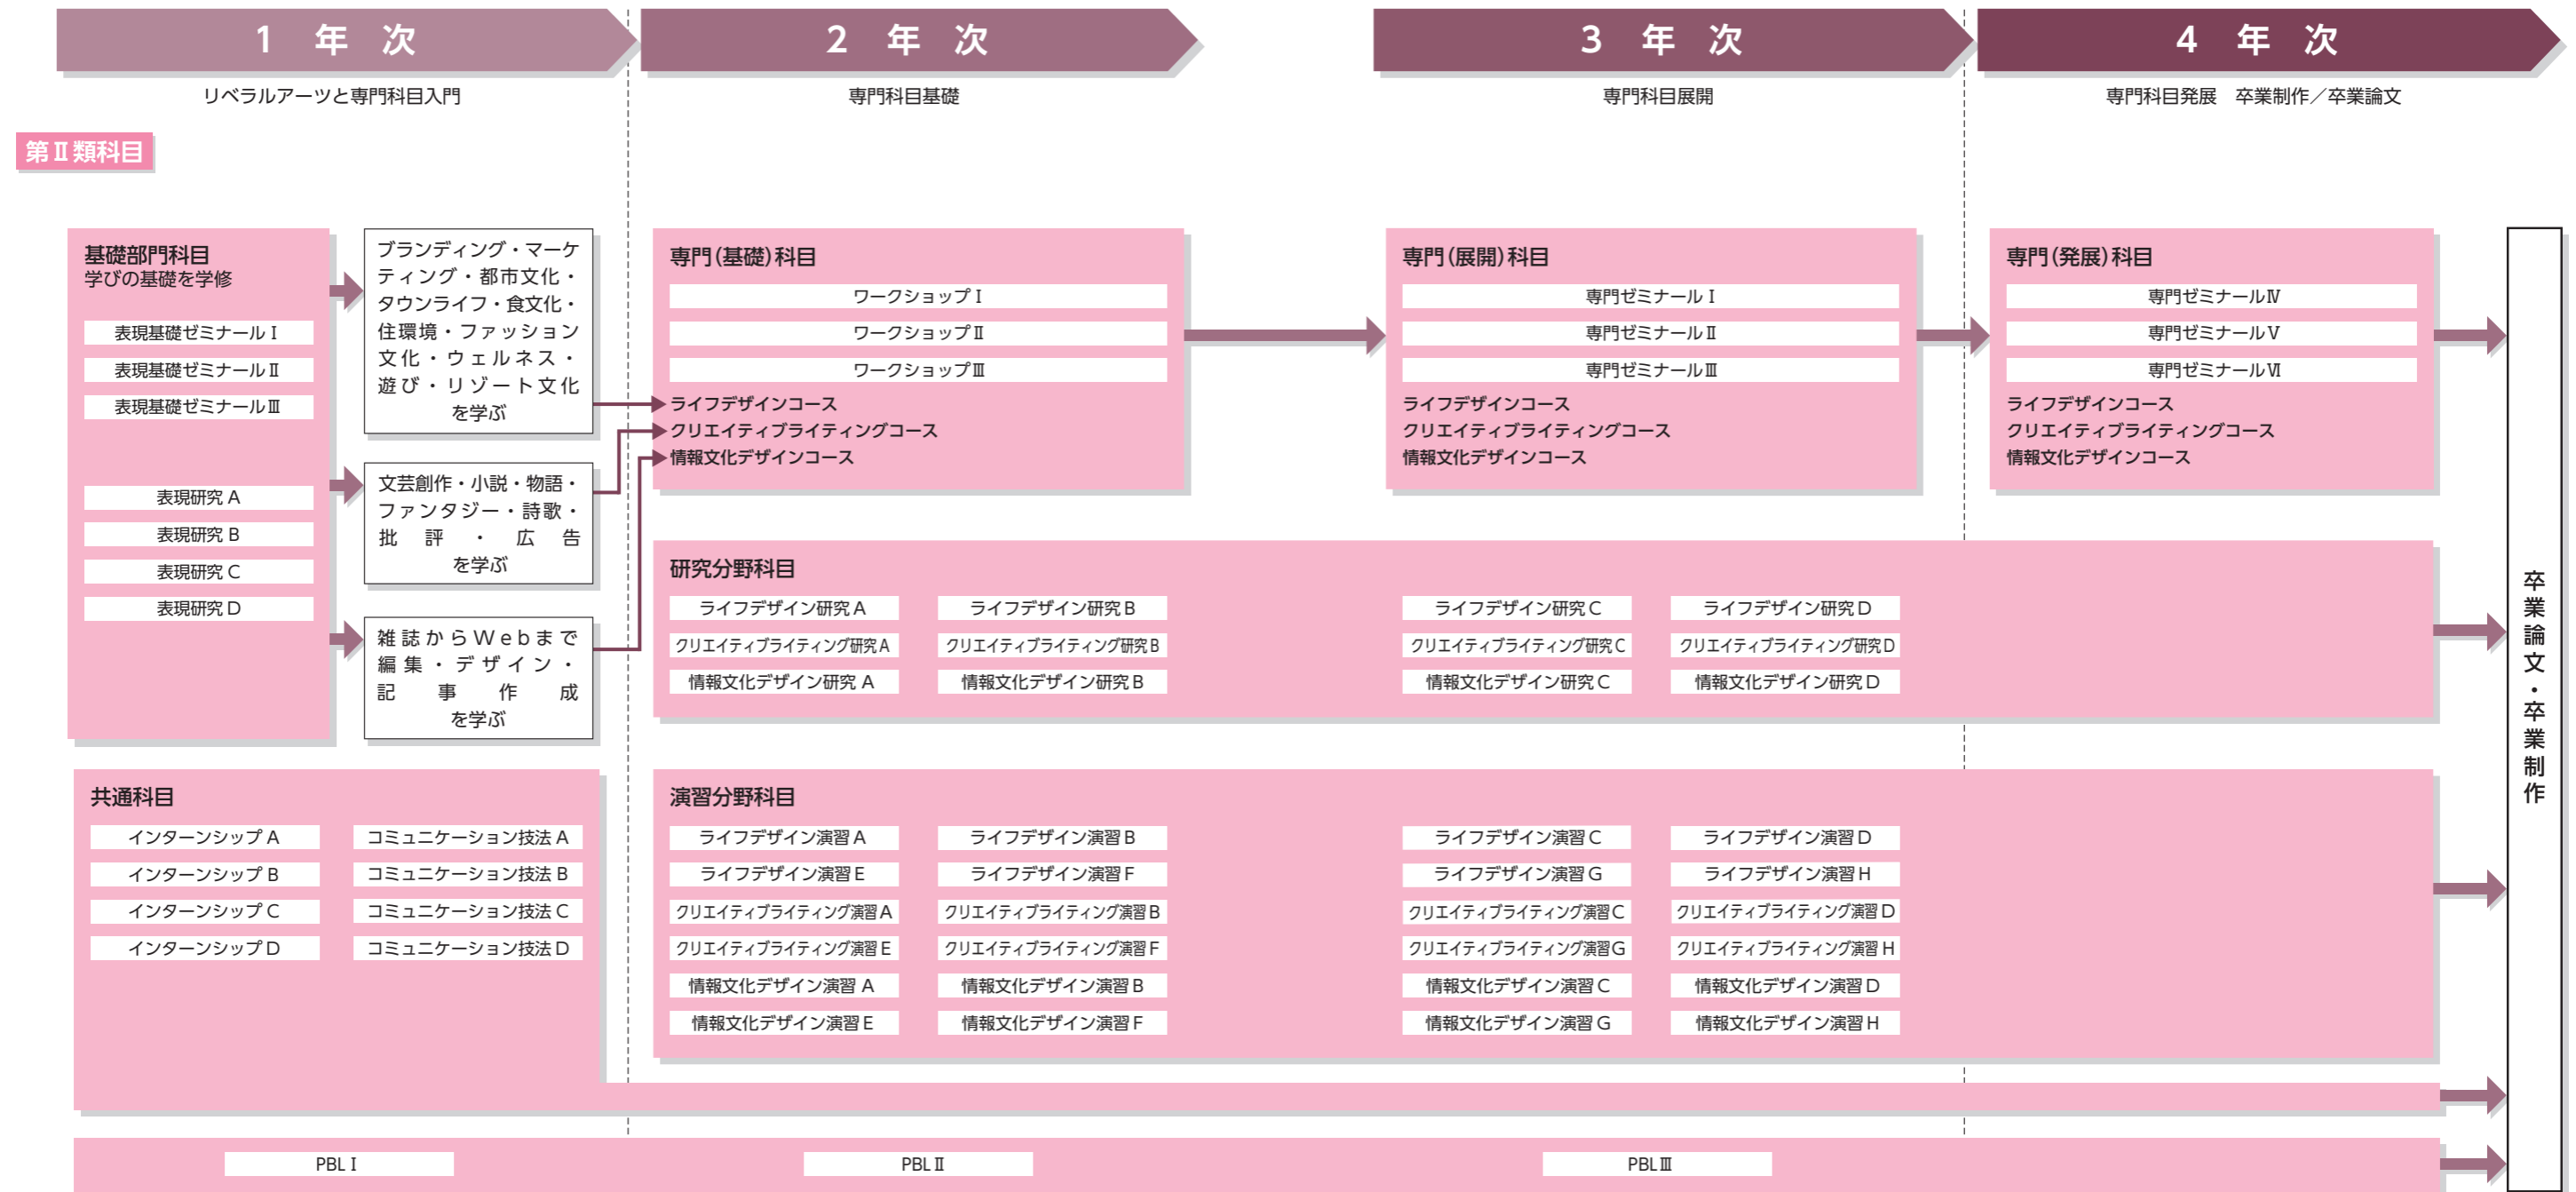 1 年 次
2 年 次
3 年 次
4 年 次
リベラルアーツと専門科目入門
専門科目基礎
専門科目展開
専門科目発展　卒業制作／卒業論文
第Ⅱ類科目
基礎部門科目
学びの基礎を学修
表現基礎ゼミナールⅠ
表現基礎ゼミナールⅡ
表現基礎ゼミナールⅢ
表現研究 A
表現研究 B
表現研究 C
表現研究 D
ブランディング・マーケ
ティング・都市文化・
タウンライフ・食文化・
住環境・ファッション
文化・ウェルネス・
遊び・リゾート文化
を学ぶ
文芸創作・小説・物語・
ファンタジー・詩歌・
批評・広告
を学ぶ
雑誌からWebまで
編集・デザイン・
記事作成
を学ぶ
専門（基礎）科目
ワークショップⅠ
ワークショップⅡ
ワークショップⅢ
ライフデザインコース
クリエイティブライティングコース
情報文化デザインコース
専門（展開）科目
専門ゼミナールⅠ
専門ゼミナールⅡ
専門ゼミナールⅢ
ライフデザインコース
クリエイティブライティングコース
情報文化デザインコース
専門（発展）科目
専門ゼミナールⅣ
専門ゼミナールⅤ
専門ゼミナールⅥ
ライフデザインコース
クリエイティブライティングコース
情報文化デザインコース
研究分野科目
ライフデザイン研究 A
ライフデザイン研究 B
ライフデザイン研究 C
ライフデザイン研究 D
クリエイティブライティング研究 A
クリエイティブライティング研究 B
クリエイティブライティング研究 C
クリエイティブライティング研究 D
情報文化デザイン研究 A
情報文化デザイン研究 B
情報文化デザイン研究 C
情報文化デザイン研究 D
共通科目
インターンシップ A
コミュニケーション技法 A
インターンシップ B
コミュニケーション技法 B
インターンシップ C
コミュニケーション技法 C
インターンシップ D
コミュニケーション技法 D
演習分野科目
ライフデザイン演習 A
ライフデザイン演習 B
ライフデザイン演習 C
ライフデザイン演習 D
ライフデザイン演習 E
ライフデザイン演習 F
ライフデザイン演習 G
ライフデザイン演習 H
クリエイティブライティング演習 A
クリエイティブライティング演習 B
クリエイティブライティング演習 C
クリエイティブライティング演習 D
クリエイティブライティング演習 E
クリエイティブライティング演習 F
クリエイティブライティング演習 G
クリエイティブライティング演習 H
情報文化デザイン演習 A
情報文化デザイン演習 B
情報文化デザイン演習 C
情報文化デザイン演習 D
情報文化デザイン演習 E
情報文化デザイン演習 F
情報文化デザイン演習 G
情報文化デザイン演習 H
PBLⅠ
PBLⅡ
PBLⅢ
卒業論文・卒業制作